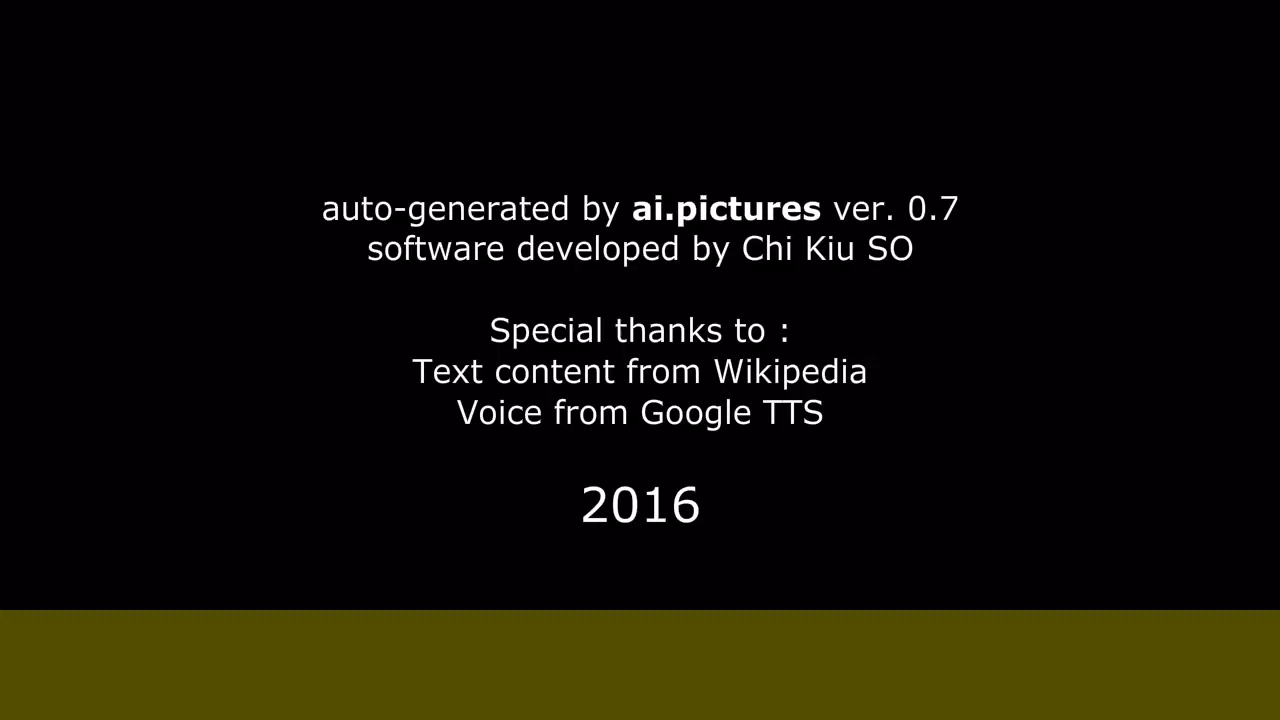 auto-generated by ai.pictures ver. 0.7
software developed by Chi Kiu SO
Special thanks to :
Text content from Wikipedia
Voice from Google TTS
2016